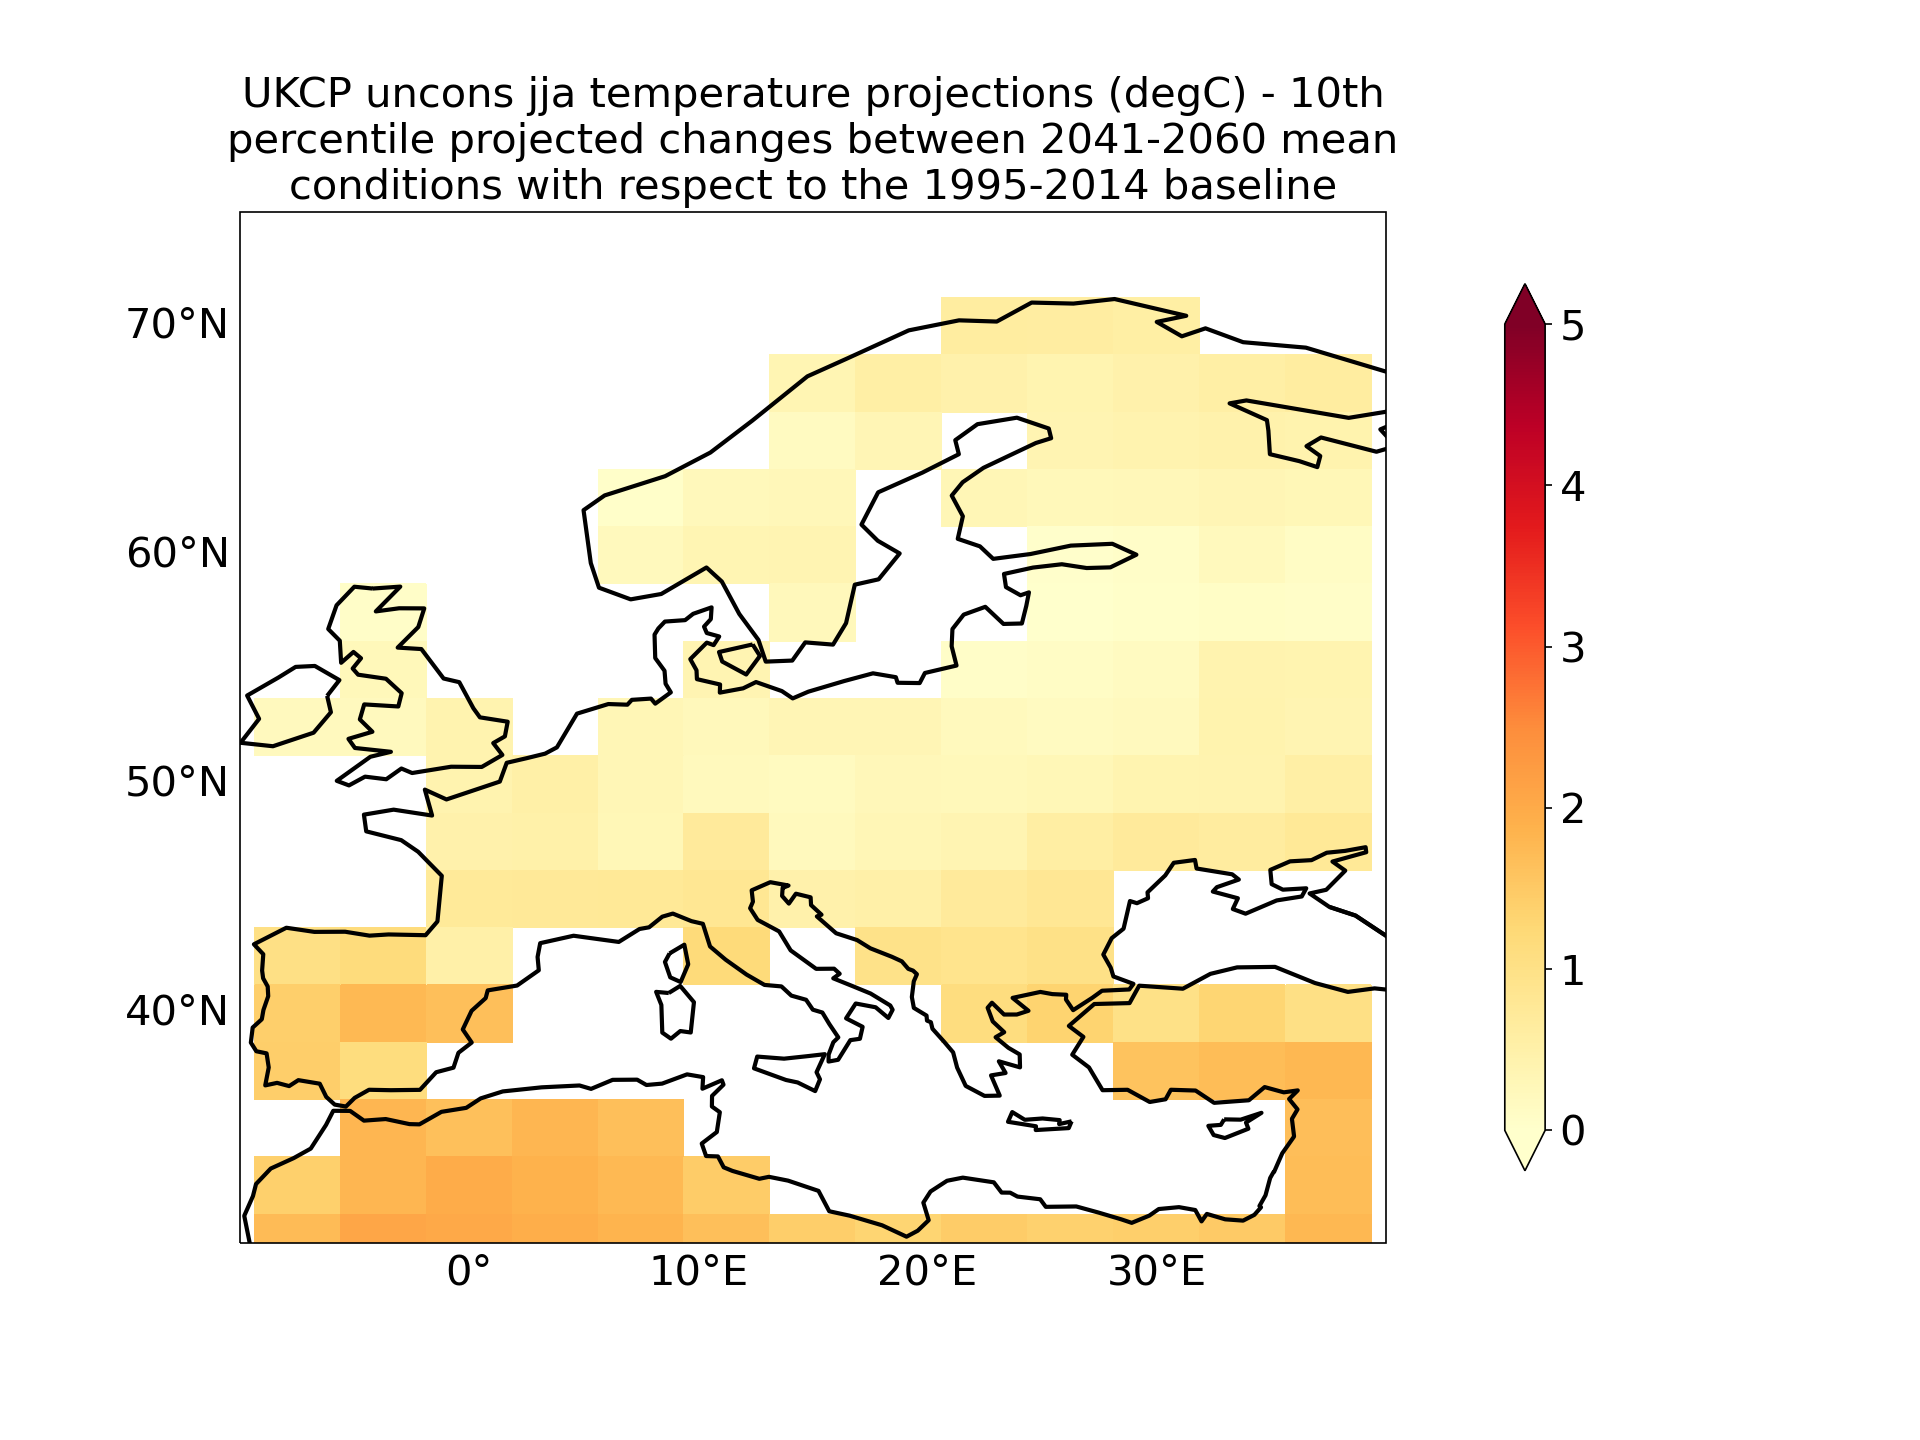 UKCP uncons jja temperature projections (degC) - 10th
percentile projected changes between 2041-2060 mean
conditions with respect to the 1995-2014 baseline
70°N
60°N
50°N
40°N
0°
10°E
20°E
30°E
5
4
3
2
1
0